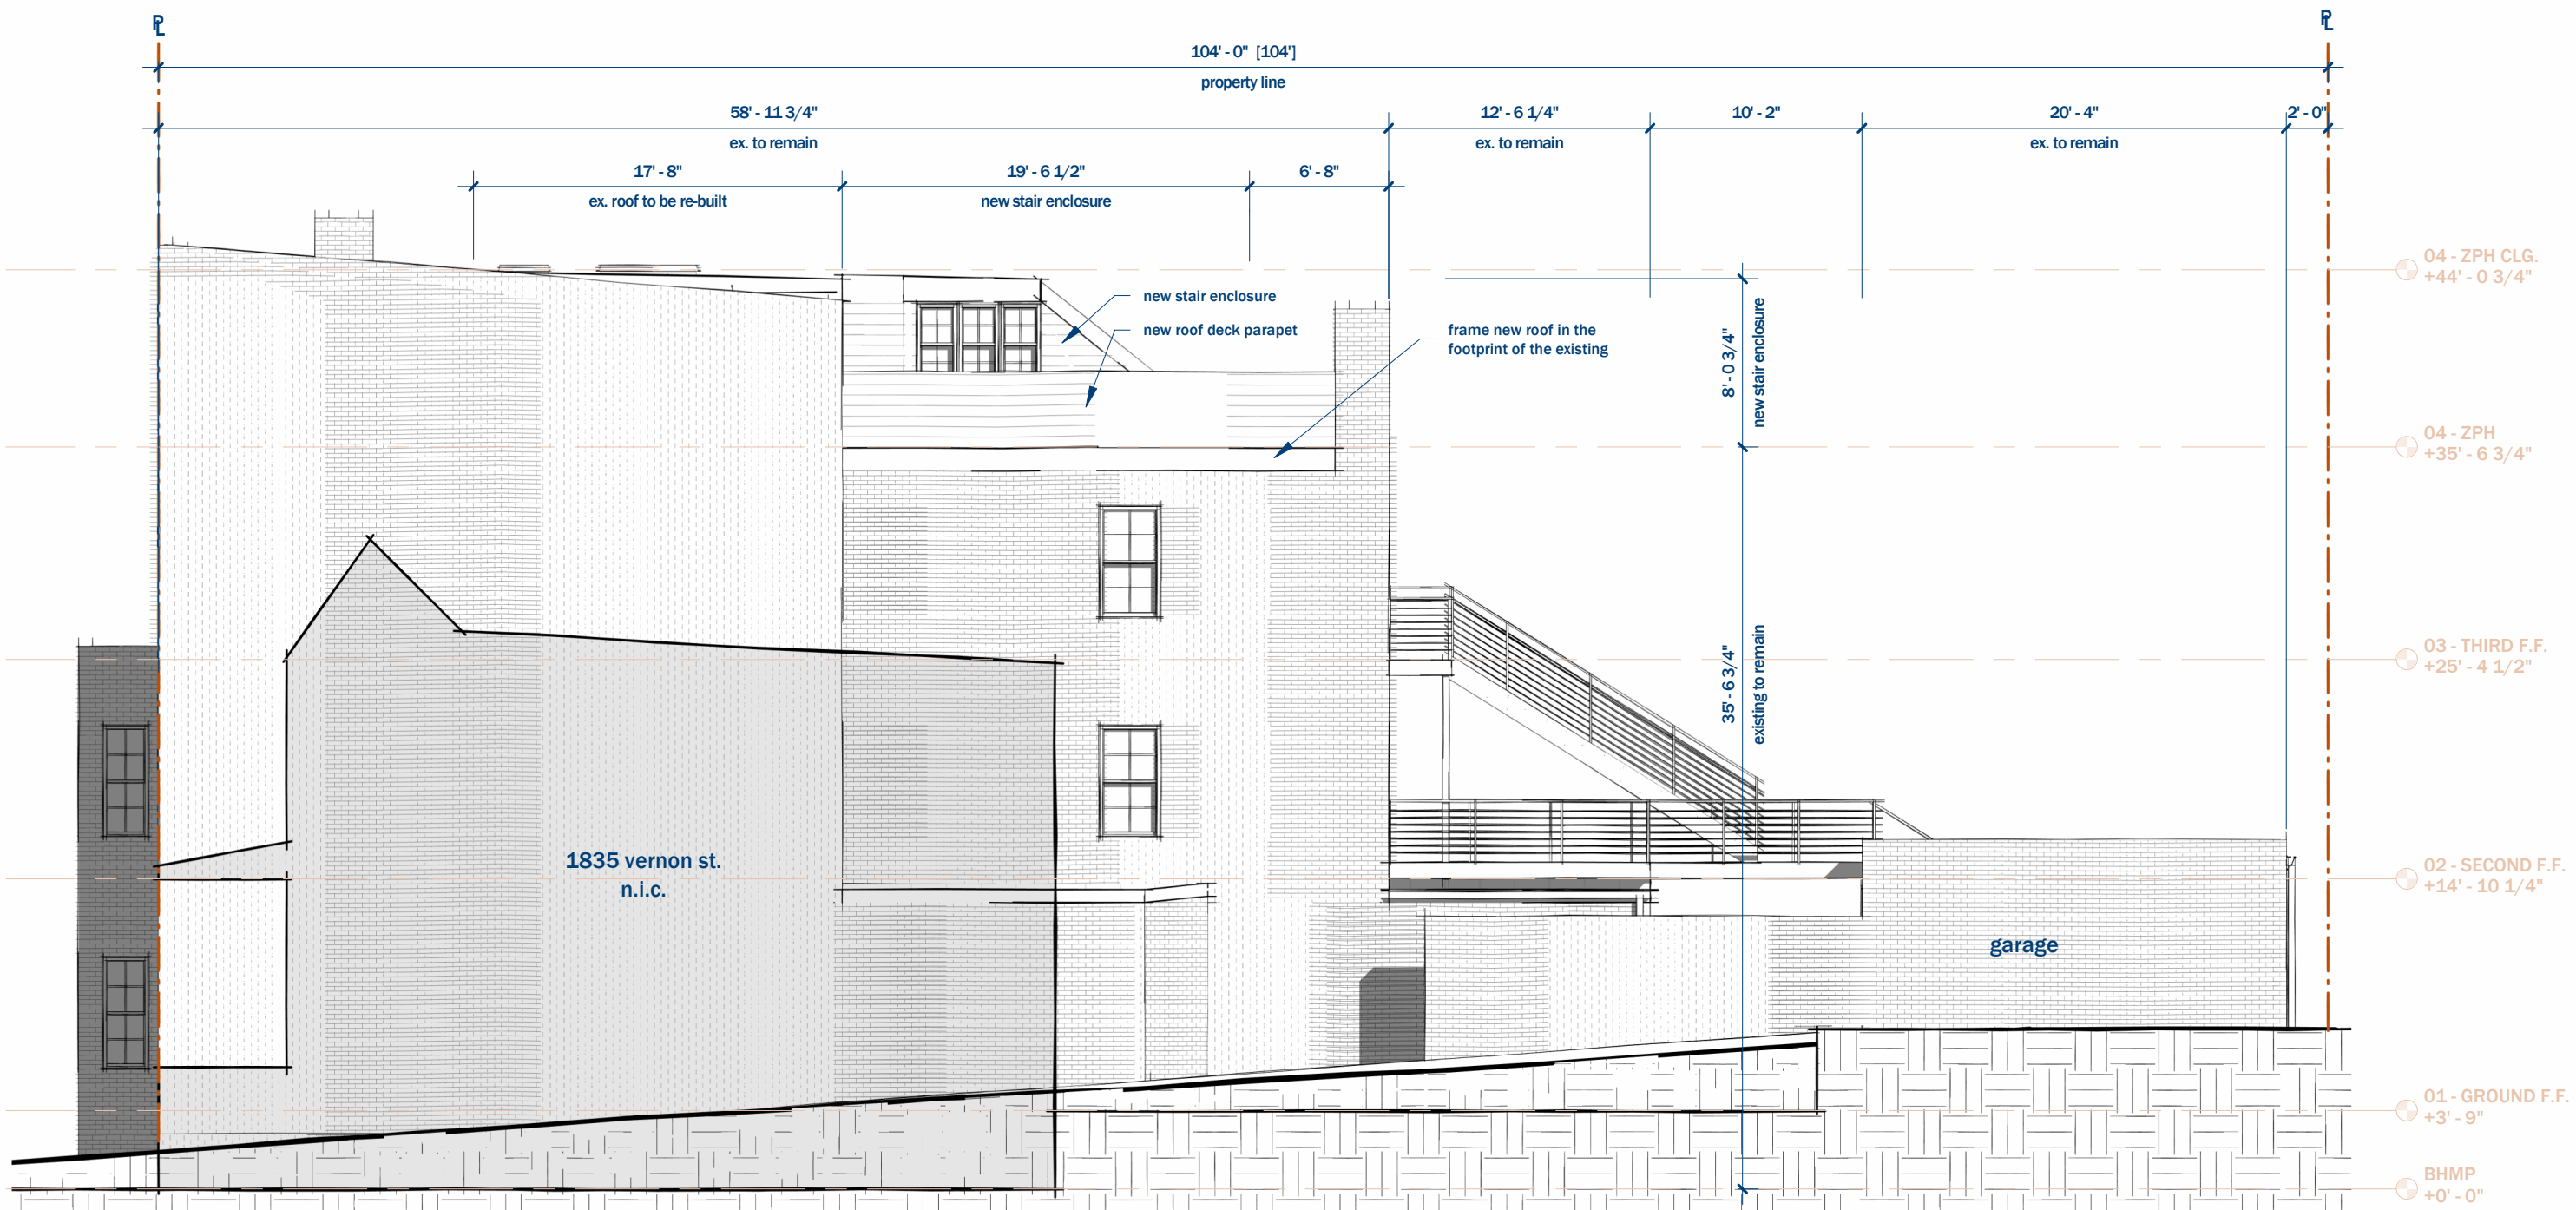 PL
PL
104' - 0" [104']
property line
58' - 11 3/4"
12' - 6 1/4"
10' - 2"
20' - 4"
2' - 0"
ex. to remain
ex. to remain
ex. to remain
17' - 8"
19' - 6 1/2"
6' - 8"
ex. roof to be re-built
new stair enclosure
new stair enclosure
new roof deck parapet
frame new roof in the
footprint of the existing
8' - 0 3/4"
new stair enclosure
35' - 6 3/4"
existing to remain
04 - ZPH CLG.
+44' - 0 3/4"
04 - ZPH
+35' - 6 3/4"
03 - THIRD F.F.
+25' - 4 1/2"
02 - SECOND F.F.
+14' - 10 1/4"
01 - GROUND F.F.
+3' - 9"
BHMP
+0' - 0"
1835 vernon st.
n.i.c.
garage